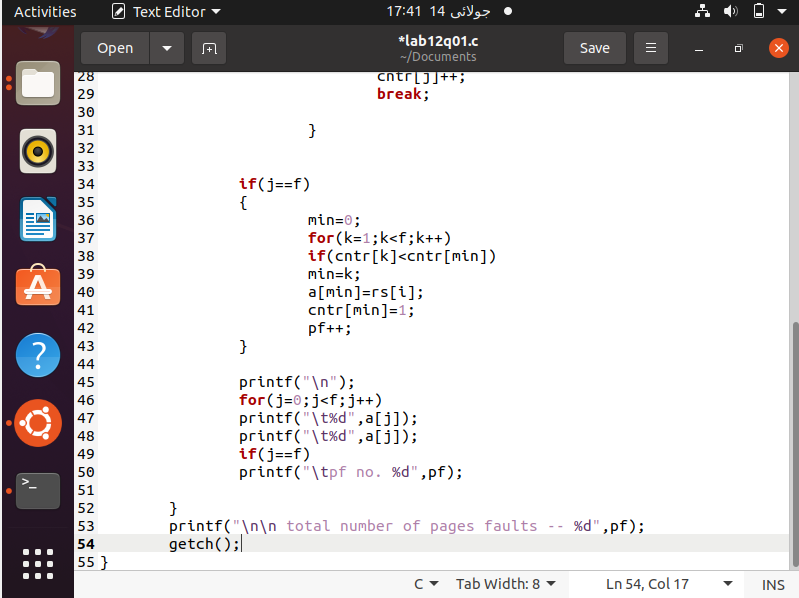 Activities Text Editor 17:41 14 جولائی
Open *lab12q01.c Save
~/Documents
28 cntr[j]++;
29 break;
30
31 }
32
33
34 if(j==f)
35 {
36 min=0;
37 for(k=1;k<f;k++)
38 if(cntr[k]<cntr[min])
39 min=k;
40 a[min]=rs[i];
41 cntr[min]=1;
42 pf++;
43 }
44
45 printf("\n");
46 for(j=0;j<f;j++)
47 printf("\t%d",a[j]);
48 printf("\t%d",a[j]);
49 if(j==f)
50 printf("\tpf no. %d",pf);
51
52 }
53 printf("\n\n total number of pages faults -- %d",pf);
54 getch();
55 }
C Tab Width: 8 Ln 54, Col 17 INS